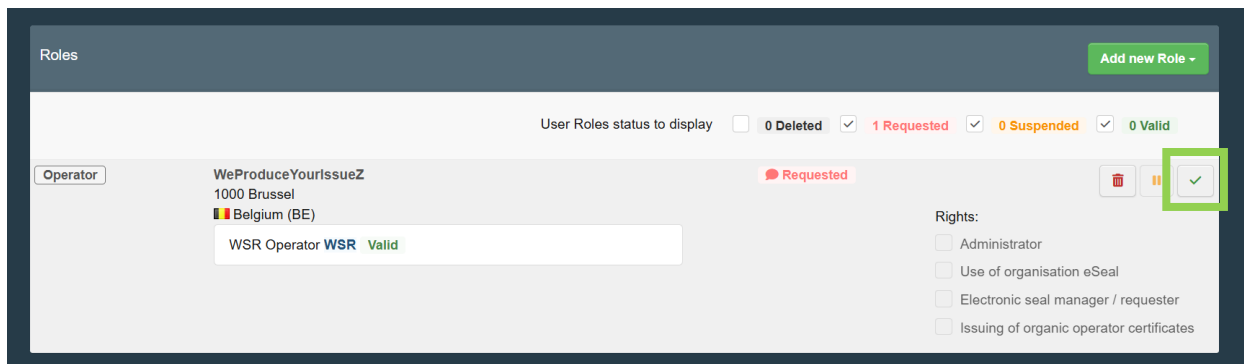 Roles
Add new Role
User Roles status to display 0 Deleted 1 Requested 0 Suspended 0 Valid
Operator WeProduceYourIssueZ Requested
1000 Brussel
Belgium (BE)
WSR Operator WSR Valid
Rights:
Administrator
Use of organisation eSeal
Electronic seal manager / requester
Issuing of organic operator certificates